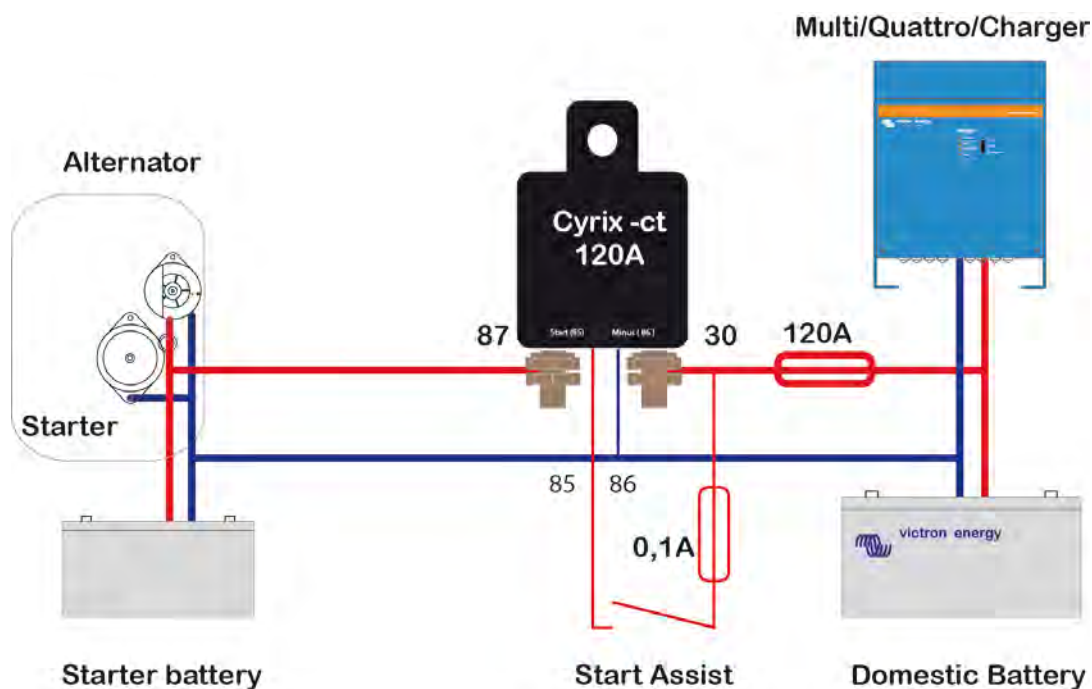 Multi/Quattro/Charger
Alternator
Cyrix -ct
120A
87
Start (85)
Minus ( 86 )
30
120A
Starter
85
86
0,1A
victron energy
Starter battery
Start Assist
Domestic Battery